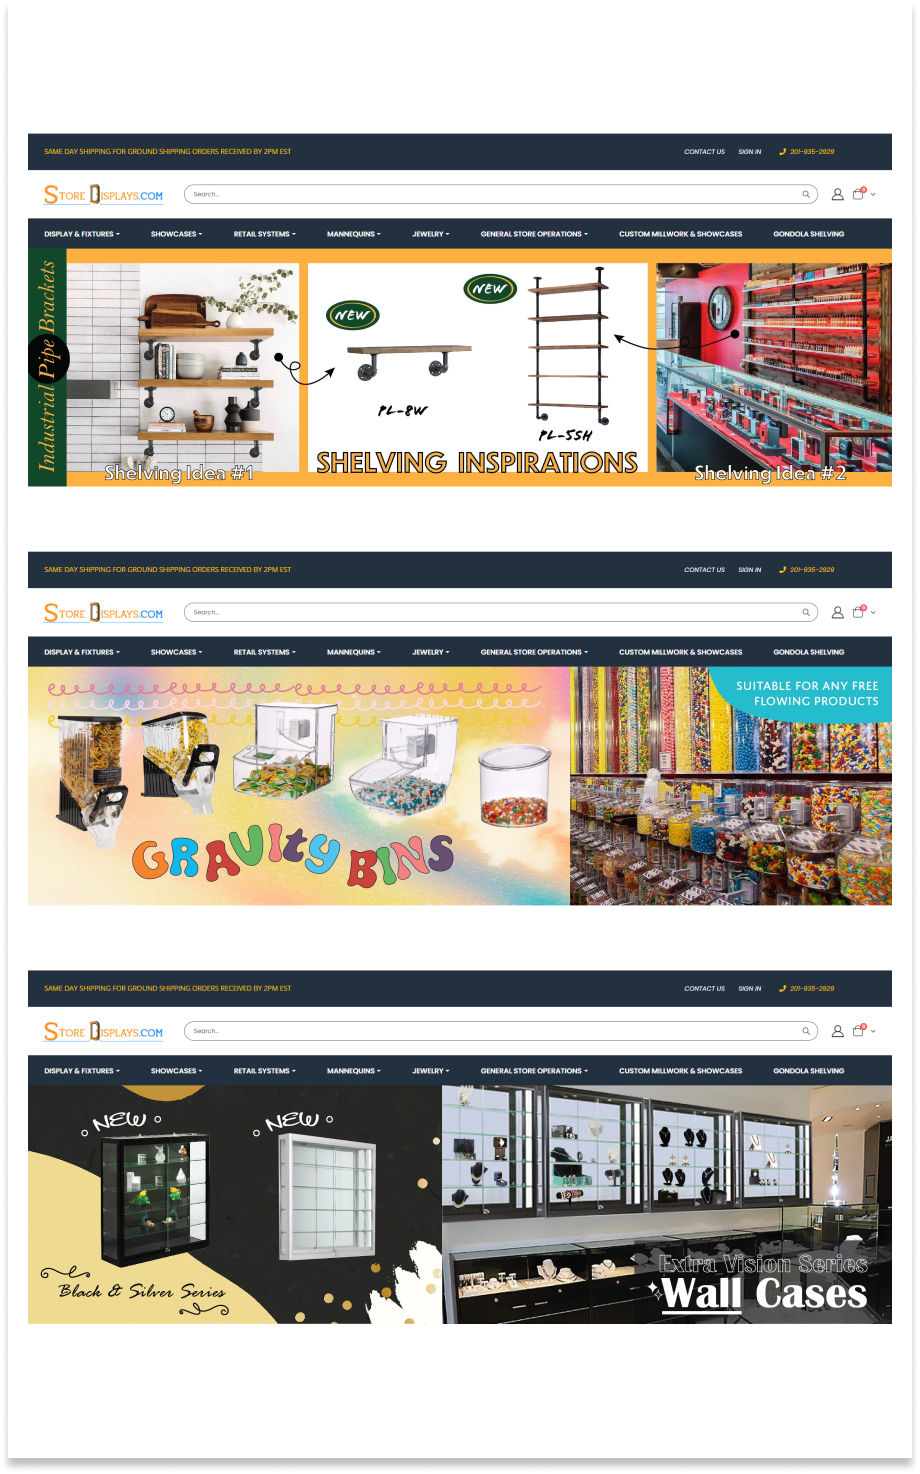 SAME DAY SHIPPING FOR GROUND SHIPPING ORDERS RECEIVED BY 2PM EST
CONTACT US SIGN IN 201-935-2929
STORE DISPLAYS.COM
Search...
0
DISPLAY & FIXTURES SHOWCASES RETAIL SYSTEMS MANNEQUINS JEWELRY GENERAL STORE OPERATIONS CUSTOM MILLWORK & SHOWCASES GONDOLA SHELVING
Industrial Pipe Brackets
NEW
NEW
PL-8W
PL-5SH
Shelving Idea #1
SHELVING INSPIRATIONS
Shelving Idea #2
SAME DAY SHIPPING FOR GROUND SHIPPING ORDERS RECEIVED BY 2PM EST
CONTACT US SIGN IN 201-935-2929
STORE DISPLAYS.COM
Search...
0
DISPLAY & FIXTURES SHOWCASES RETAIL SYSTEMS MANNEQUINS JEWELRY GENERAL STORE OPERATIONS CUSTOM MILLWORK & SHOWCASES GONDOLA SHELVING
SUITABLE FOR ANY FREE
FLOWING PRODUCTS
GRAVITY BINS
SAME DAY SHIPPING FOR GROUND SHIPPING ORDERS RECEIVED BY 2PM EST
CONTACT US SIGN IN 201-935-2929
STORE DISPLAYS.COM
Search...
0
DISPLAY & FIXTURES SHOWCASES RETAIL SYSTEMS MANNEQUINS JEWELRY GENERAL STORE OPERATIONS CUSTOM MILLWORK & SHOWCASES GONDOLA SHELVING
NEW
NEW
Black & Silver Series
Extra Vision Series
Wall Cases